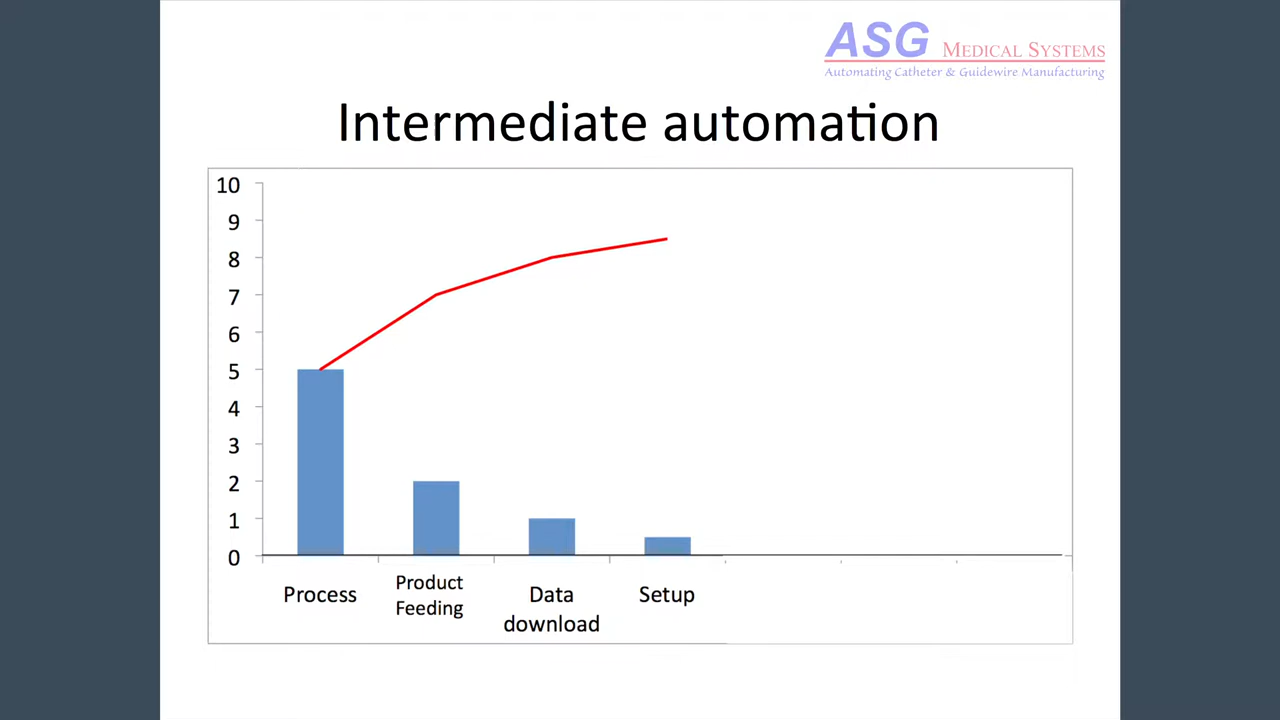 ASG MEDICAL SYSTEMS
Automating Catheter & Guidewire Manufacturing
Intermediate automation
10
9
8
7
6
5
4
3
2
1
0
Process
Product
Feeding
Data
download
Setup